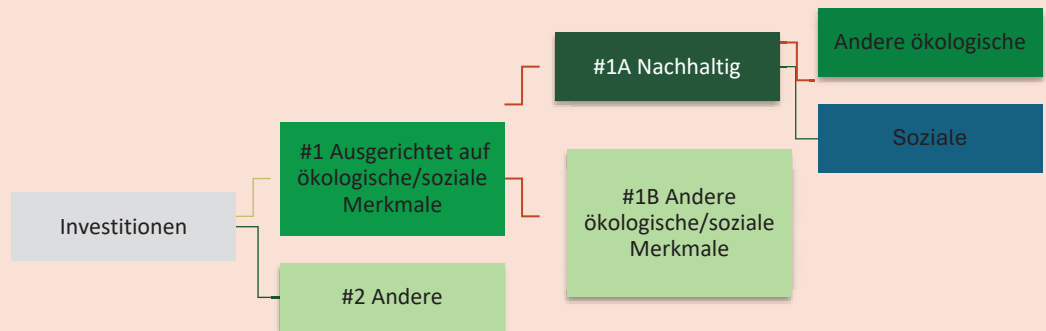 Andere ökologische
#1A Nachhaltig
Soziale
#1 Ausgerichtet auf
ökologische/soziale
Merkmale
#1B Andere
ökologische/soziale
Merkmale
Investitionen
#2 Andere